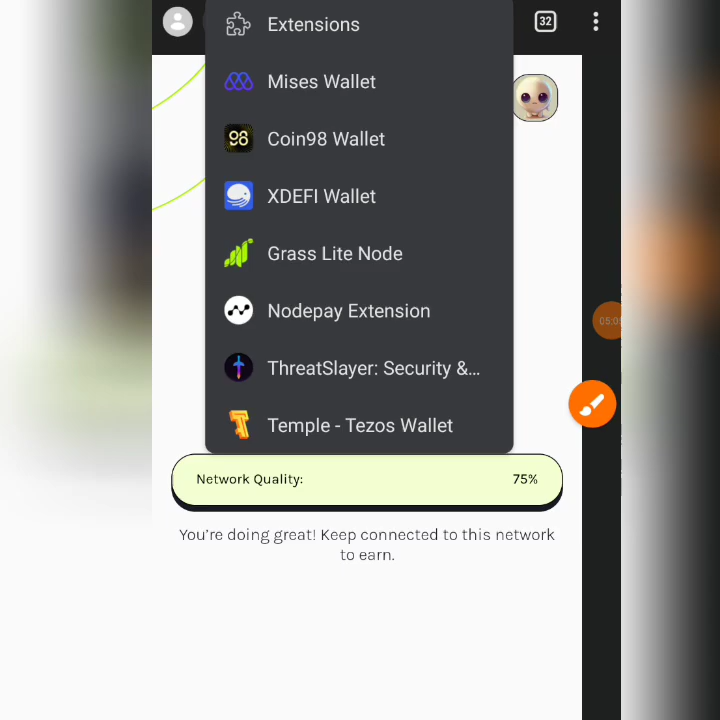 32
Extensions
Mises Wallet
98
Coin98 Wallet
XDEFI Wallet
Grass Lite Node
Nodepay Extension
ThreatSlayer: Security &...
T
Temple - Tezos Wallet
Network Quality: 75%
You're doing great! Keep connected to this network
to earn.